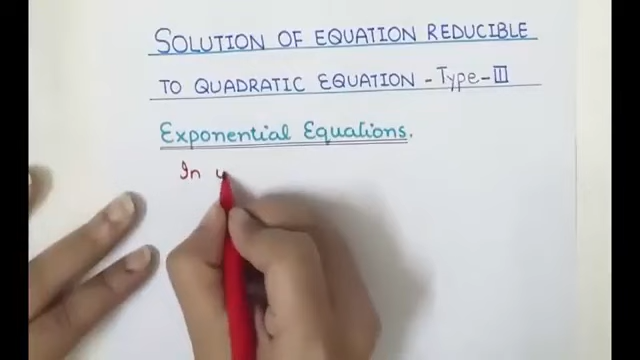 SOLUTION OF EQUATION REDUCIBLE
TO QUADRATIC EQUATION - Type - III
Exponential Equations.
In